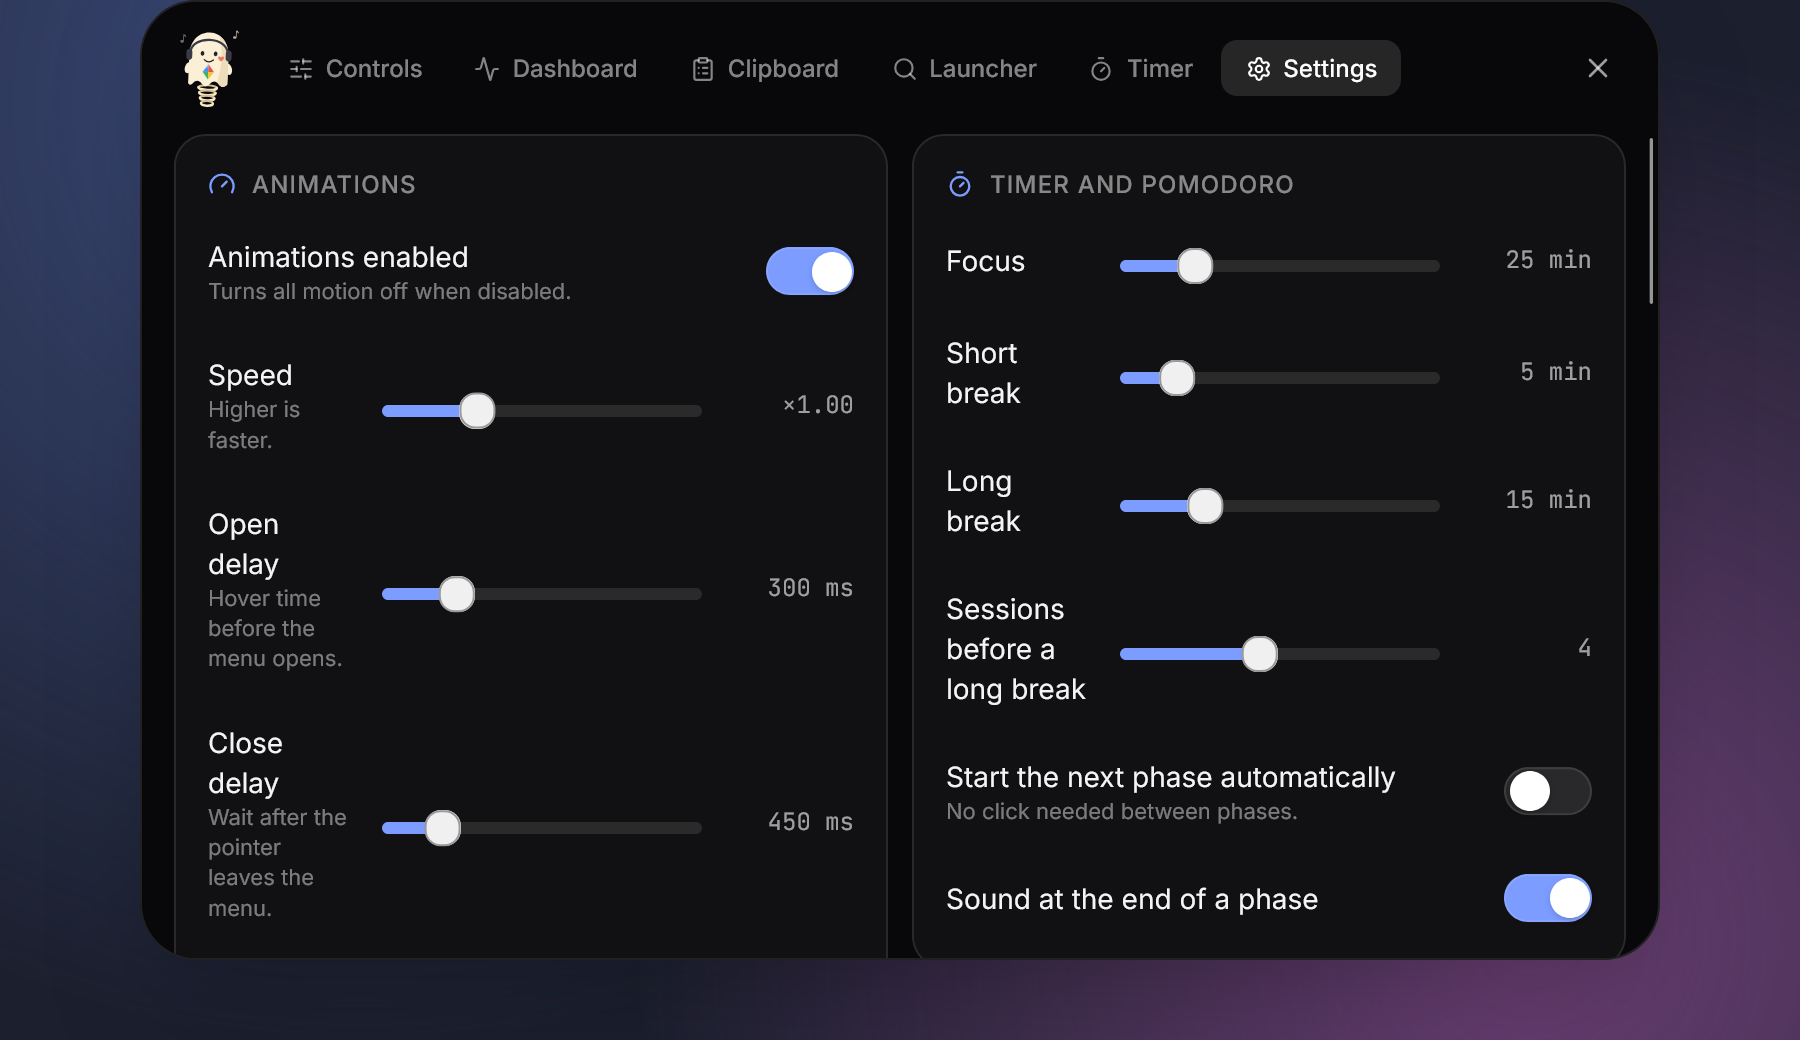 Controls
Dashboard
Clipboard
Launcher
Timer
Settings
ANIMATIONS
Animations enabled
Turns all motion off when disabled.
Speed
Higher is
faster.
×1.00
Open
delay
Hover time
before the
menu opens.
300 ms
Close
delay
Wait after the
pointer
leaves the
menu.
450 ms
TIMER AND POMODORO
Focus
25 min
Short
break
5 min
Long
break
15 min
Sessions
before a
long break
4
Start the next phase automatically
No click needed between phases.
Sound at the end of a phase